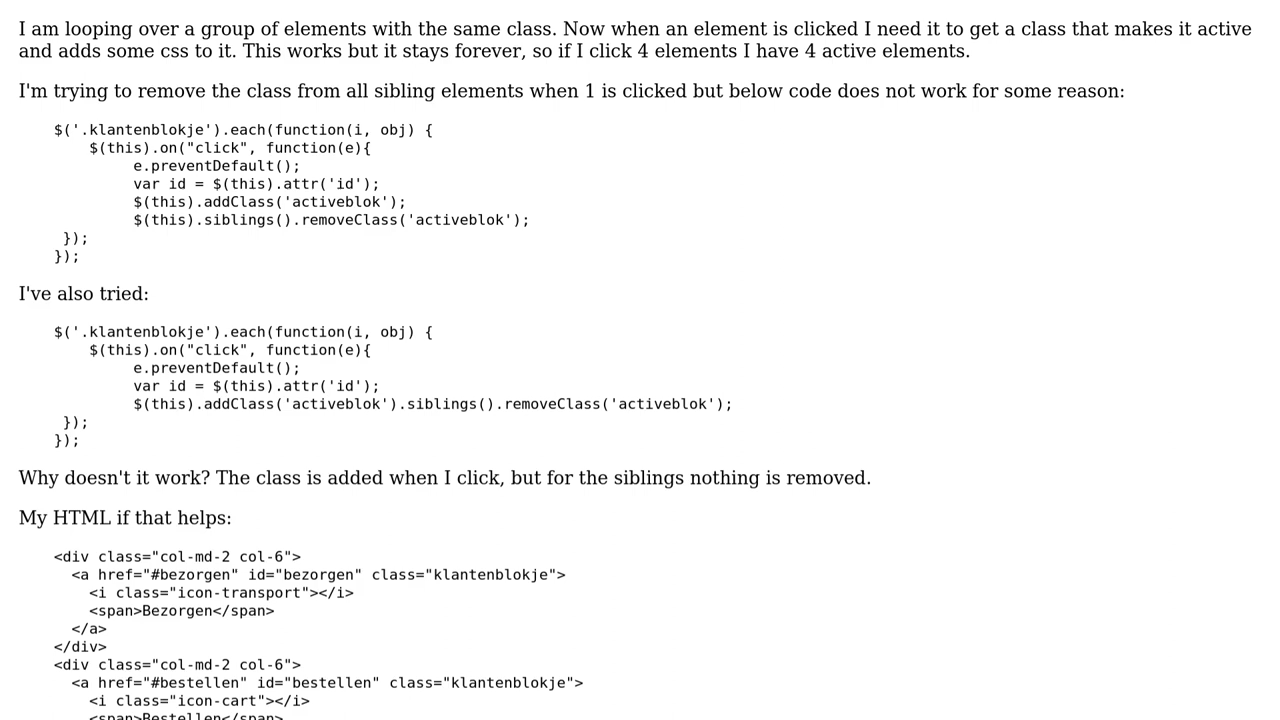 I am looping over a group of elements with the same class. Now when an element is clicked I need it to get a class that makes it active
and adds some css to it. This works but it stays forever, so if I click 4 elements I have 4 active elements.
I'm trying to remove the class from all sibling elements when 1 is clicked but below code does not work for some reason:
$('.klantenblokje').each(function(i, obj) {
$(this).on("click", function(e){
e.preventDefault();
var id = $(this).attr('id');
$(this).addClass('activeblok');
$(this).siblings().removeClass('activeblok');
});
});
I've also tried:
$('.klantenblokje').each(function(i, obj) {
$(this).on("click", function(e){
e.preventDefault();
var id = $(this).attr('id');
$(this).addClass('activeblok').siblings().removeClass('activeblok');
});
});
Why doesn't it work? The class is added when I click, but for the siblings nothing is removed.
My HTML if that helps:
<div class="col-md-2 col-6">
<a href="#bezorgen" id="bezorgen" class="klantenblokje">
<i class="icon-transport"></i>
<span>Bezorgen</span>
</a>
</div>
<div class="col-md-2 col-6">
<a href="#bestellen" id="bestellen" class="klantenblokje">
<i class="icon-cart"></i>
<span>Bestellen</span>